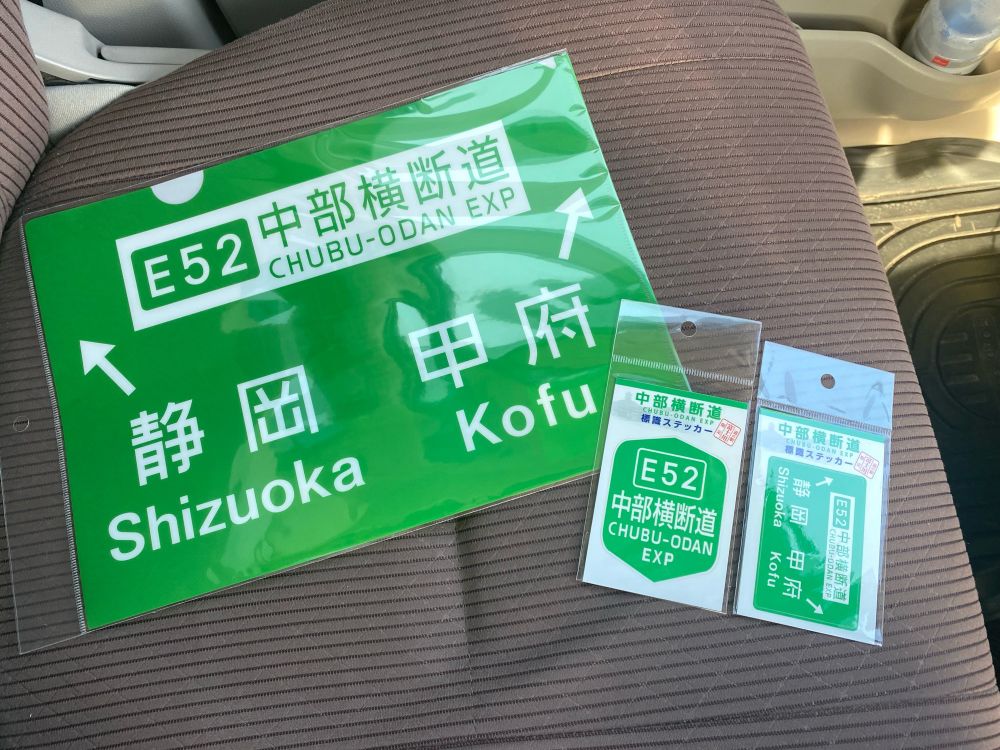 E52
中部横断道
CHUBU-ODAN EXP
静岡
Shizuoka
甲府
Kofu
中部横断道
CHUBU-ODAN EXP
標識ステッカー
E52
中部横断道
CHUBU-ODAN
EXP
中部横断道
CHUBU-ODAN EXP
標識ステッカー
E52
中部横断道
CHUBU-ODAN EXP
静岡
Shizuoka
甲府
Kofu